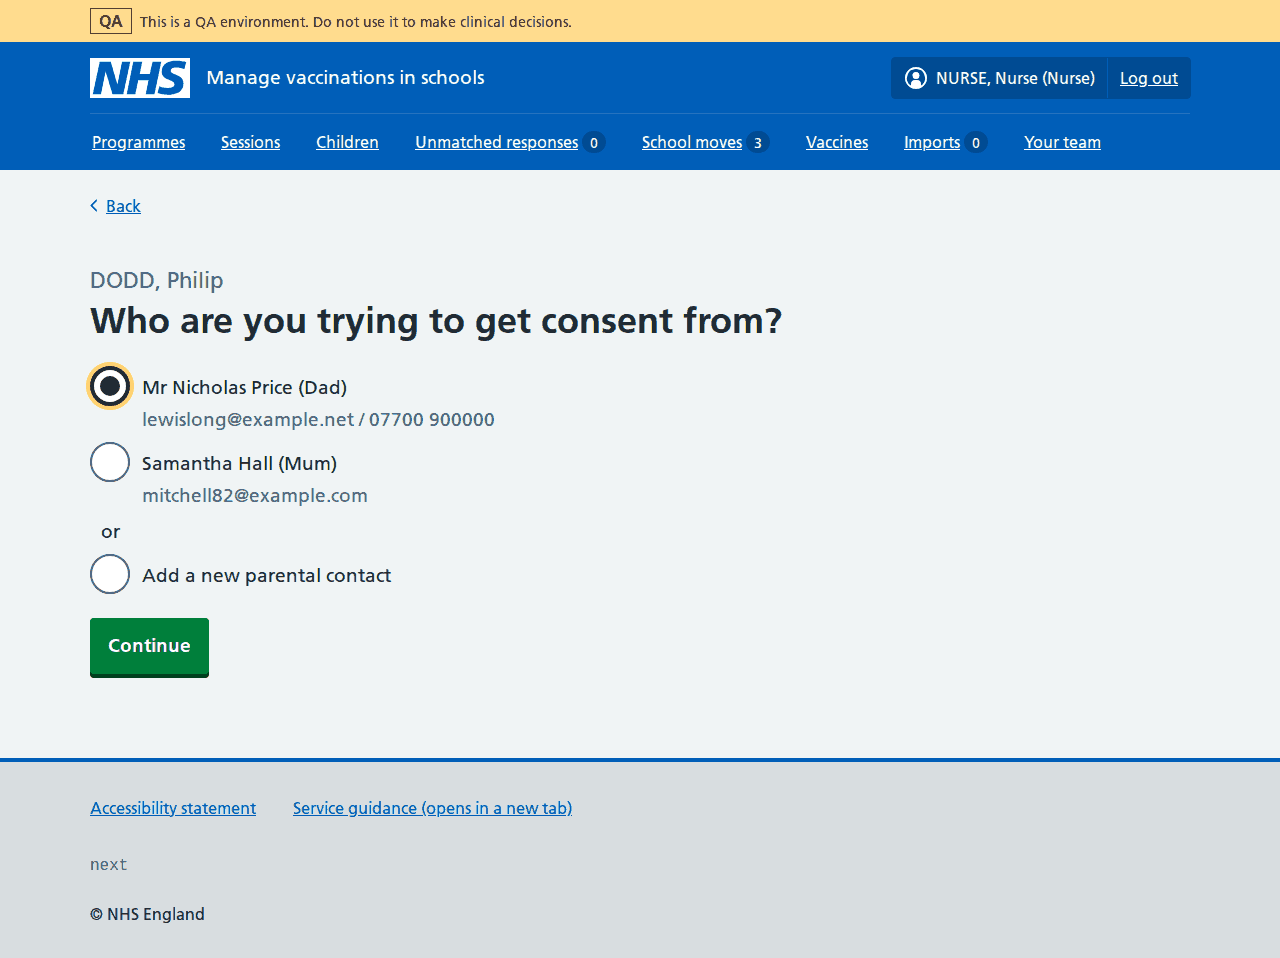 QA This is a QA environment. Do not use it to make clinical decisions.
NHS Manage vaccinations in schools NURSE, Nurse (Nurse) Log out
Programmes Sessions Children Unmatched responses 0 School moves 3 Vaccines Imports 0 Your team
Back
DODD, Philip
Who are you trying to get consent from?
Mr Nicholas Price (Dad)
lewislong@example.net / 07700 900000
Samantha Hall (Mum)
mitchell82@example.com
or
Add a new parental contact
Continue
Accessibility statement Service guidance (opens in a new tab)
next
© NHS England